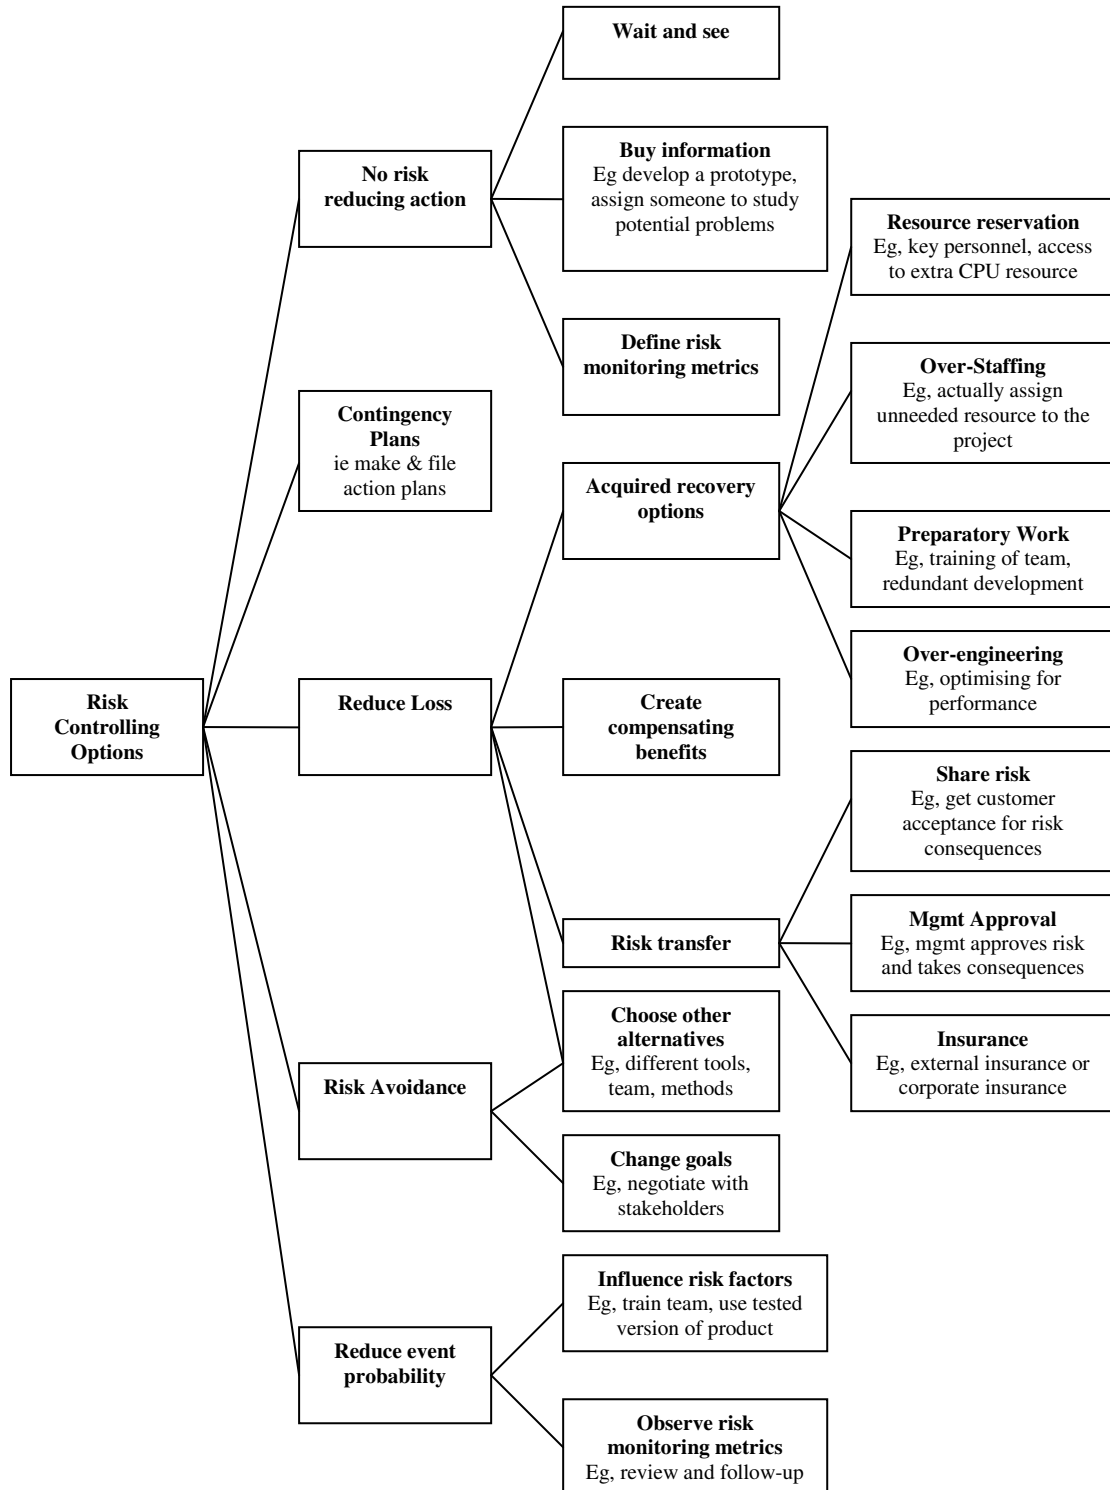 Wait and see
Buy information
Eg develop a prototype,
assign someone to study
potential problems
No risk
reducing action
Resource reservation
Eg, key personnel, access
to extra CPU resource
Define risk
monitoring metrics
Over-Staffing
Eg, actually assign
unneeded resource to the
project
Contingency
Plans
ie make & file
action plans
Acquired recovery
options
Preparatory Work
Eg, training of team,
redundant development
Over-engineering
Eg, optimising for
performance
Risk
Controlling
Options
Reduce Loss
Create
compensating
benefits
Share risk
Eg, get customer
acceptance for risk
consequences
Risk transfer
Mgmt Approval
Eg, mgmt approves risk
and takes consequences
Choose other
alternatives
Eg, different tools,
team, methods
Insurance
Eg, external insurance or
corporate insurance
Risk Avoidance
Change goals
Eg, negotiate with
stakeholders
Influence risk factors
Eg, train team, use tested
version of product
Reduce event
probability
Observe risk
monitoring metrics
Eg, review and follow-up